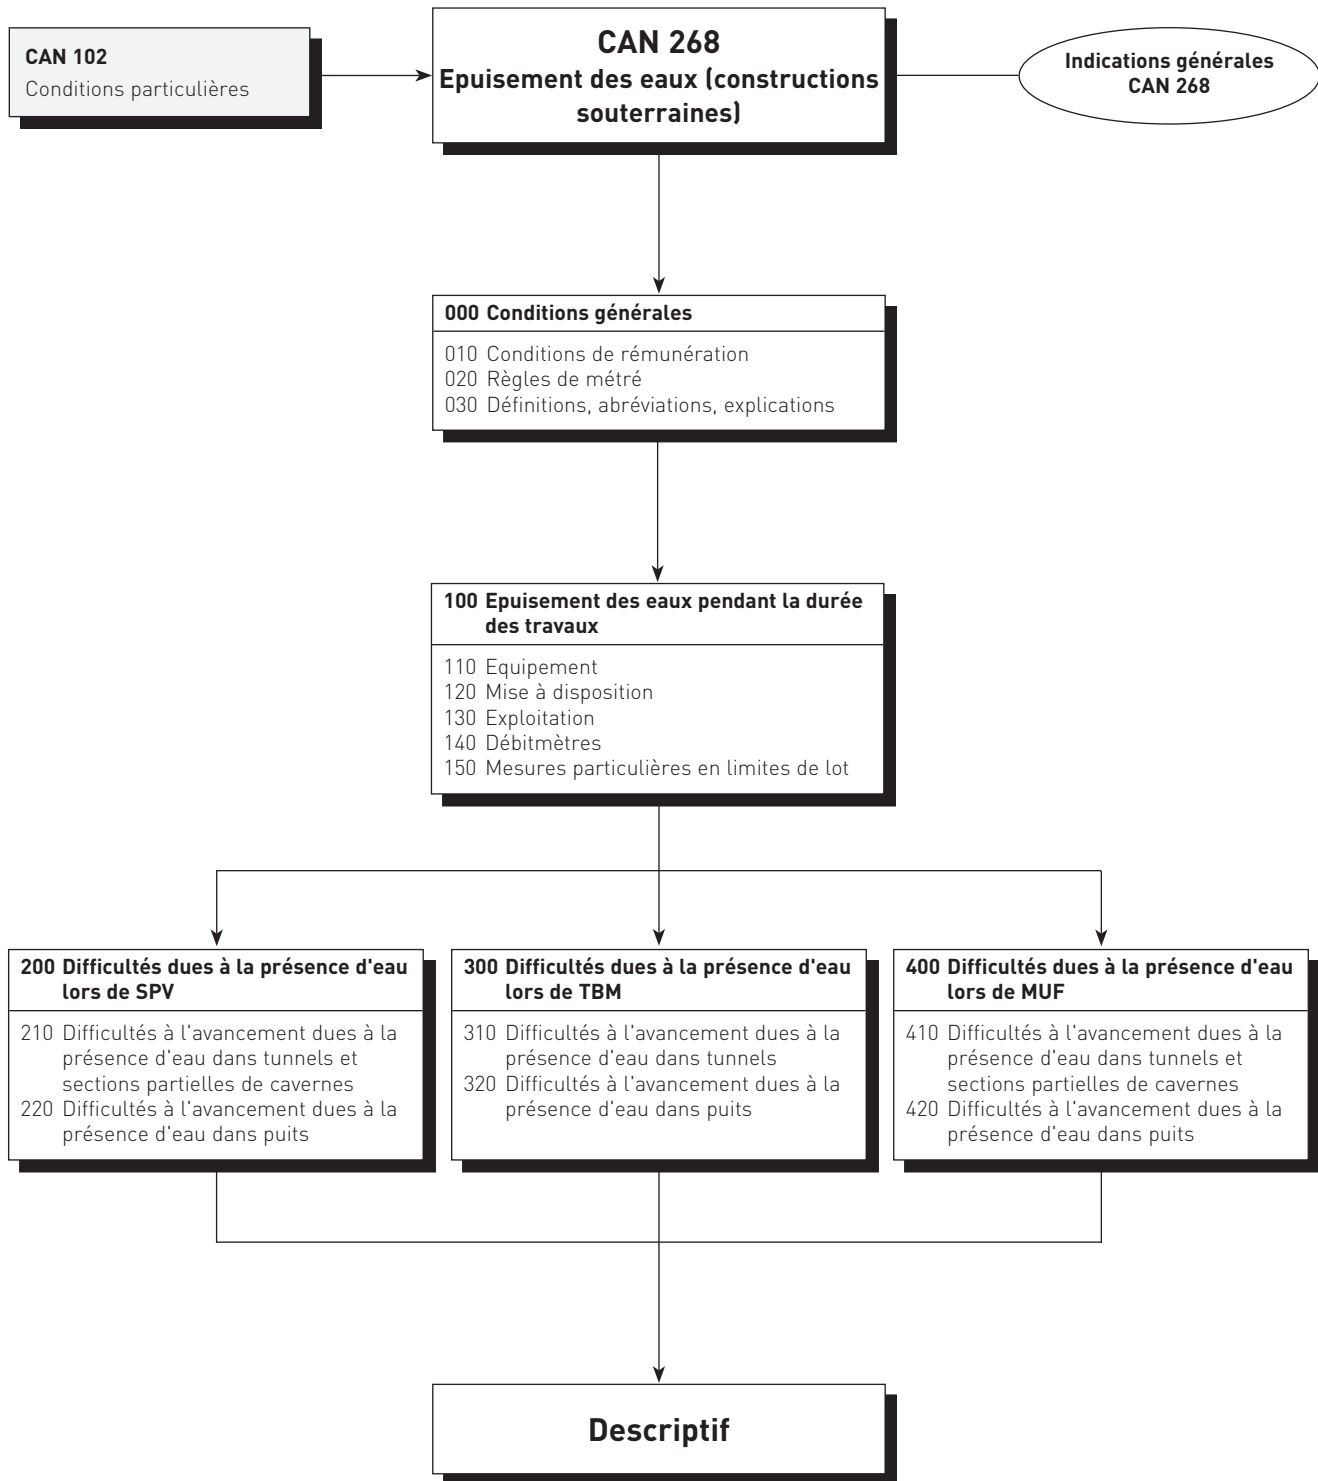 CAN 102
Conditions particulières
CAN 268
Epuisement des eaux (constructions
souterraines)
Indications générales
CAN 268
000 Conditions générales
010 Conditions de rémunération
020 Règles de métré
030 Définitions, abréviations, explications
100 Epuisement des eaux pendant la durée
des travaux
110 Equipement
120 Mise à disposition
130 Exploitation
140 Débitmètres
150 Mesures particulières en limites de lot
200 Difficultés dues à la présence d'eau
lors de SPV
210 Difficultés à l'avancement dues à la
présence d'eau dans tunnels et
sections partielles de cavernes
220 Difficultés à l'avancement dues à la
présence d'eau dans puits
300 Difficultés dues à la présence d'eau
lors de TBM
310 Difficultés à l'avancement dues à la
présence d'eau dans tunnels
320 Difficultés à l'avancement dues à la
présence d'eau dans puits
400 Difficultés dues à la présence d'eau
lors de MUF
410 Difficultés à l'avancement dues à la
présence d'eau dans tunnels et
sections partielles de cavernes
420 Difficultés à l'avancement dues à la
présence d'eau dans puits
Descriptif